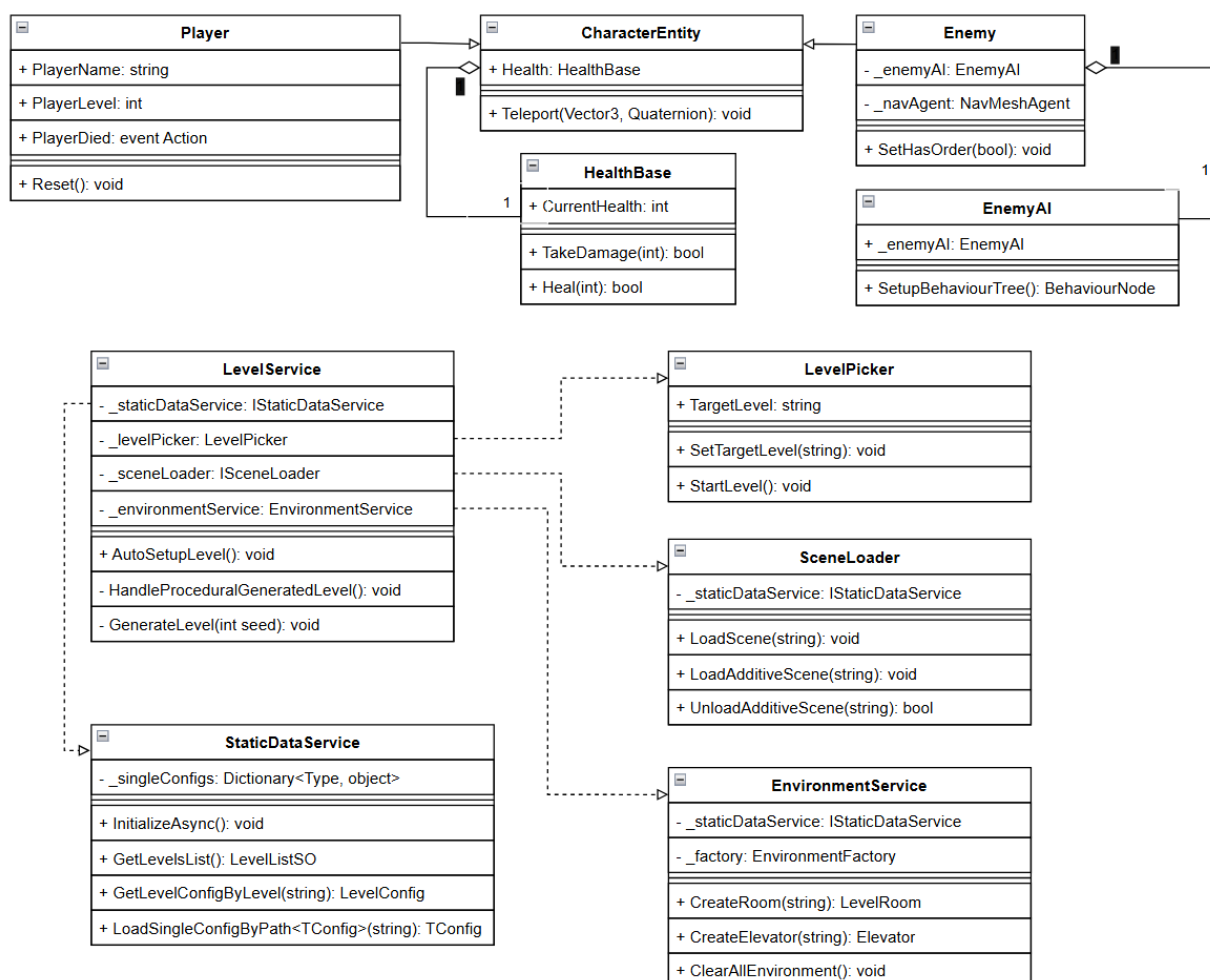 Player
+ PlayerName: string
+ PlayerLevel: int
+ PlayerDied: event Action
+ Reset(): void
CharacterEntity
+ Health: HealthBase
+ Teleport(Vector3, Quaternion): void
Enemy
- _enemyAI: EnemyAI
- _navAgent: NavMeshAgent
+ SetHasOrder(bool): void
HealthBase
+ CurrentHealth: int
+ TakeDamage(int): bool
+ Heal(int): bool
1
EnemyAI
+ _enemyAI: EnemyAI
+ SetupBehaviourTree(): BehaviourNode
1
LevelService
- _staticDataService: IStaticDataService
- _levelPicker: LevelPicker
- _sceneLoader: ISceneLoader
- _environmentService: EnvironmentService
+ AutoSetupLevel(): void
- HandleProceduralGeneratedLevel(): void
- GenerateLevel(int seed): void
LevelPicker
+ TargetLevel: string
+ SetTargetLevel(string): void
+ StartLevel(): void
SceneLoader
- _staticDataService: IStaticDataService
+ LoadScene(string): void
+ LoadAdditiveScene(string): void
+ UnloadAdditiveScene(string): bool
StaticDataService
- _singleConfigs: Dictionary<Type, object>
+ InitializeAsync(): void
+ GetLevelsList(): LevelListSO
+ GetLevelConfigByLevel(string): LevelConfig
+ LoadSingleConfigByPath<TConfig>(string): TConfig
EnvironmentService
- _staticDataService: IStaticDataService
- _factory: EnvironmentFactory
+ CreateRoom(string): LevelRoom
+ CreateElevator(string): Elevator
+ ClearAllEnvironment(): void